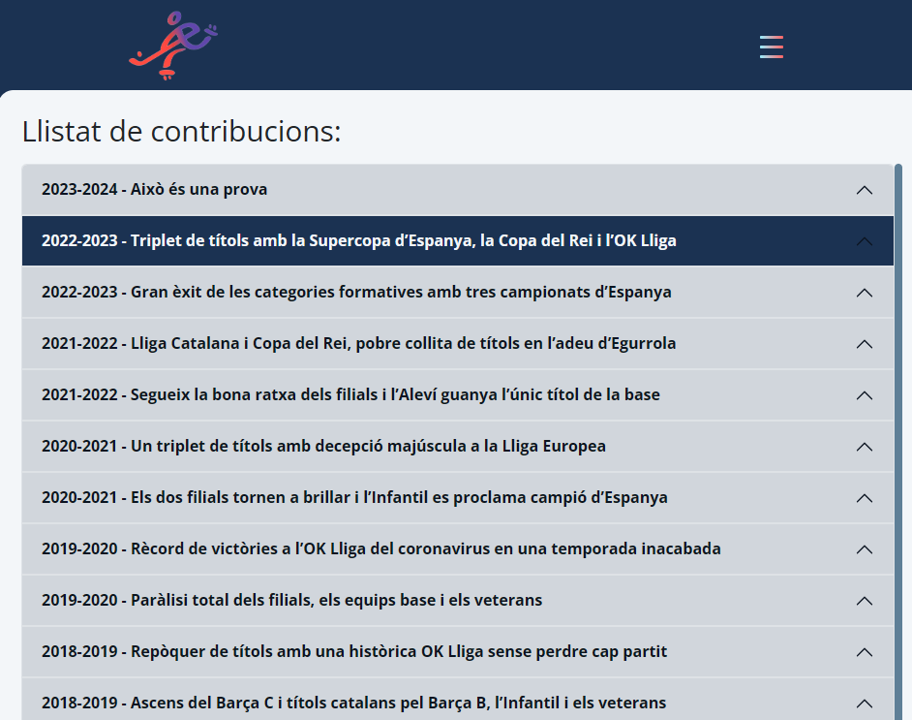 Llistat de contribucions:
2023-2024 - Això és una prova
2022-2023 - Triplet de títols amb la Supercopa d’Espanya, la Copa del Rei i l’OK Lliga
2022-2023 - Gran èxit de les categories formatives amb tres campionats d’Espanya
2021-2022 - Lliga Catalana i Copa del Rei, pobre collita de títols en l’adeu d’Egurrola
2021-2022 - Segueix la bona ratxa dels filials i l’Aleví guanya l’únic títol de la base
2020-2021 - Un triplet de títols amb decepció majúscula a la Lliga Europea
2020-2021 - Els dos filials tornen a brillar i l’Infantil es proclama campió d’Espanya
2019-2020 - Rècord de victòries a l’OK Lliga del coronavirus en una temporada inacabada
2019-2020 - Paràlisi total dels filials, els equips base i els veterans
2018-2019 - Repòquer de títols amb una històrica OK Lliga sense perdre cap partit
2018-2019 - Ascens del Barça C i títols catalans pel Barça B, l’Infantil i els veterans